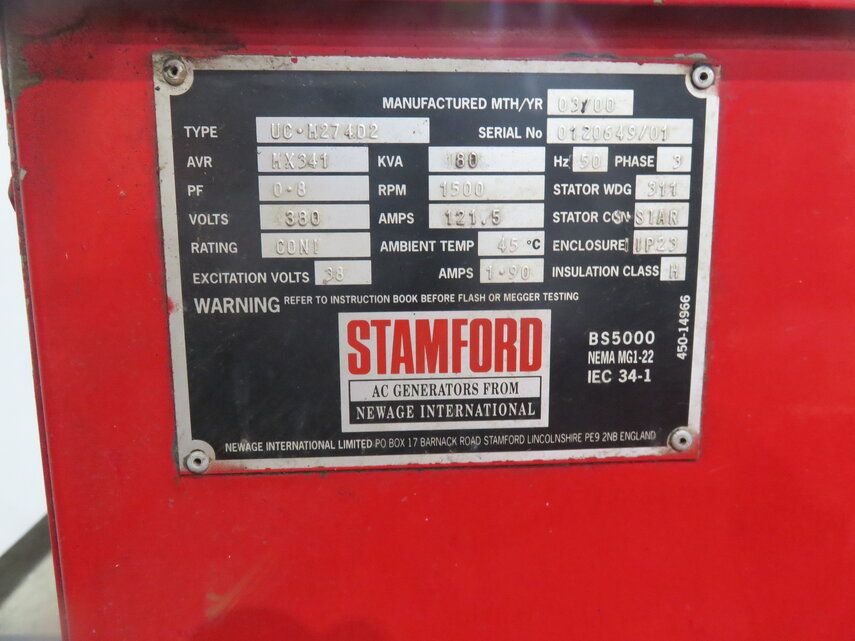 MANUFACTURED MTH/YR 03/00
TYPE UC·H274D2 SERIAL No 0120649/01
AVR MX341 KVA 180 Hz 50 PHASE 3
PF 0·8 RPM 1500 STATOR WDG 311
VOLTS 380 AMPS 121.5 STATOR CON S·STAR
RATING CONT AMBIENT TEMP 45 °C ENCLOSURE IP23
EXCITATION VOLTS 38 AMPS 1·90 INSULATION CLASS H
WARNING REFER TO INSTRUCTION BOOK BEFORE FLASH OR MEGGER TESTING
STAMFORD
AC GENERATORS FROM
NEWAGE INTERNATIONAL
BS5000
NEMA MG1-22
IEC 34-1
450-14966
NEWAGE INTERNATIONAL LIMITED PO BOX 17 BARNACK ROAD STAMFORD LINCOLNSHIRE PE9 2NB ENGLAND